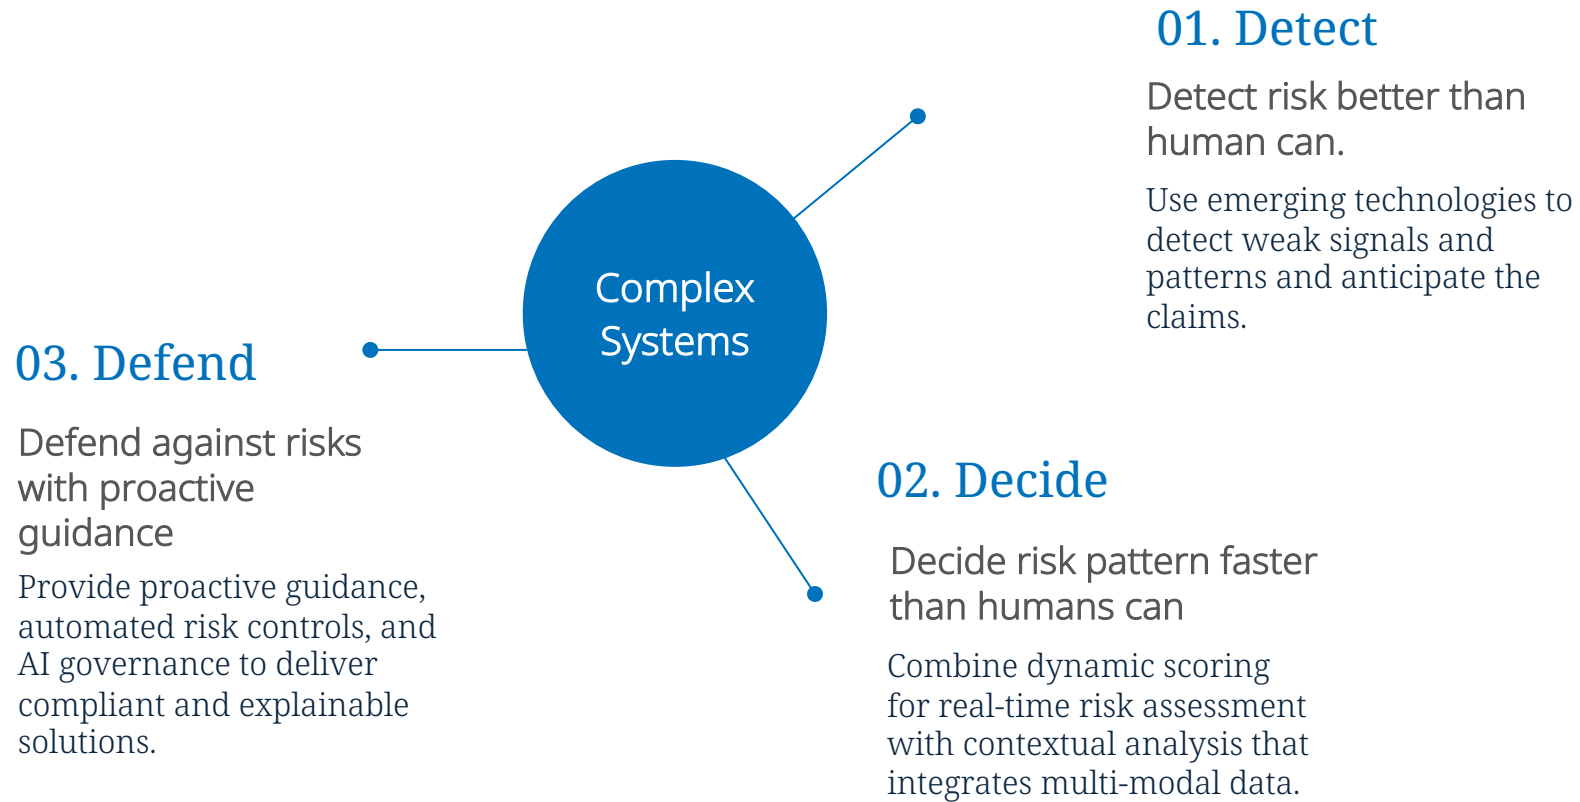 01. Detect
Detect risk better than
human can.
Use emerging technologies to
detect weak signals and
patterns and anticipate the
claims.
Complex
Systems
03. Defend
Defend against risks
with proactive
guidance
Provide proactive guidance,
automated risk controls, and
AI governance to deliver
compliant and explainable
solutions.
02. Decide
Decide risk pattern faster
than humans can
Combine dynamic scoring
for real-time risk assessment
with contextual analysis that
integrates multi-modal data.